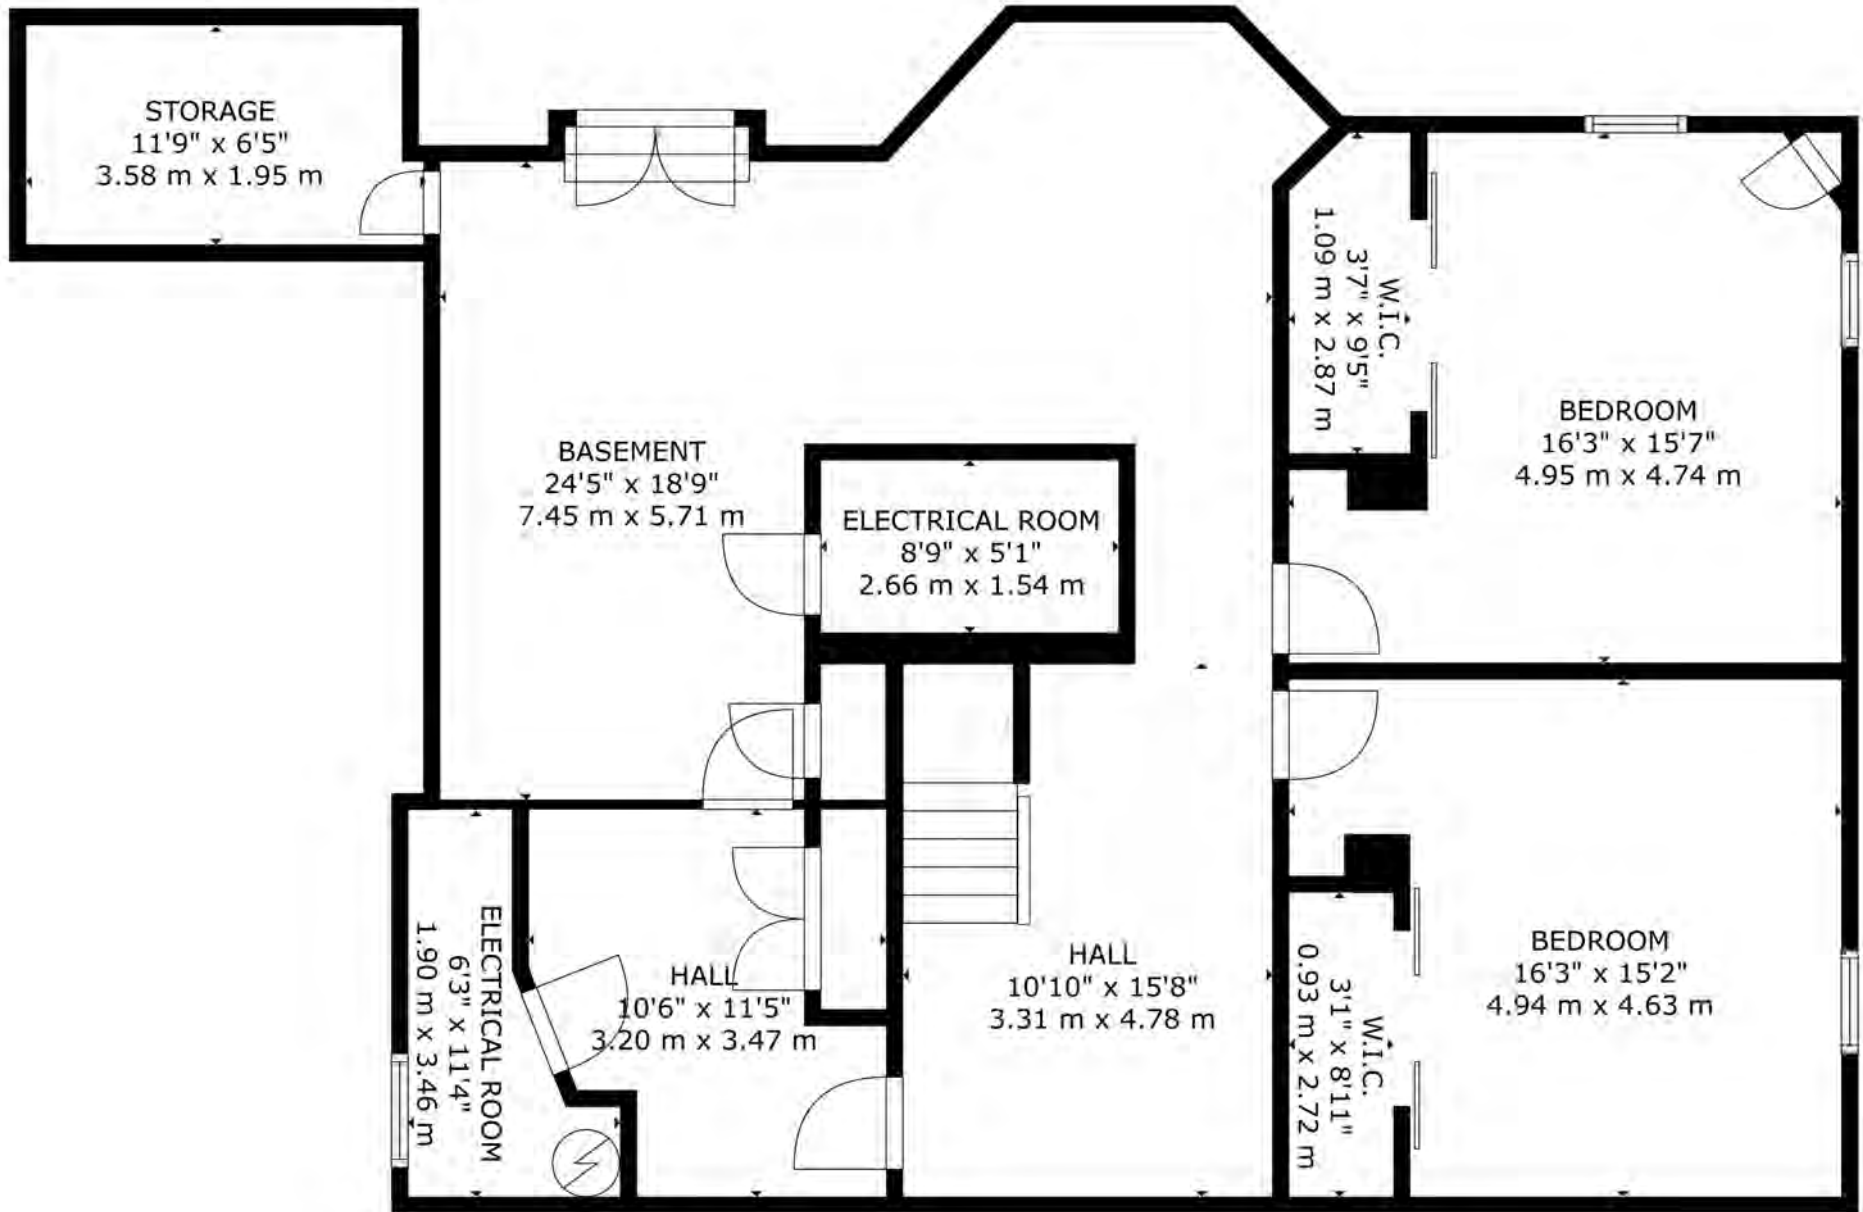 STORAGE
11'9" x 6'5"
3.58 m x 1.95 m
W.I.C.
3'7" x 9'5"
1.09 m x 2.87 m
BEDROOM
16'3" x 15'7"
4.95 m x 4.74 m
BASEMENT
24'5" x 18'9"
7.45 m x 5.71 m
ELECTRICAL ROOM
8'9" x 5'1"
2.66 m x 1.54 m
ELECTRICAL ROOM
6'3" x 11'4"
1.90 m x 3.46 m
HALL
10'6" x 11'5"
3.20 m x 3.47 m
HALL
10'10" x 15'8"
3.31 m x 4.78 m
W.I.C.
3'1" x 8'11"
0.93 m x 2.72 m
BEDROOM
16'3" x 15'2"
4.94 m x 4.63 m